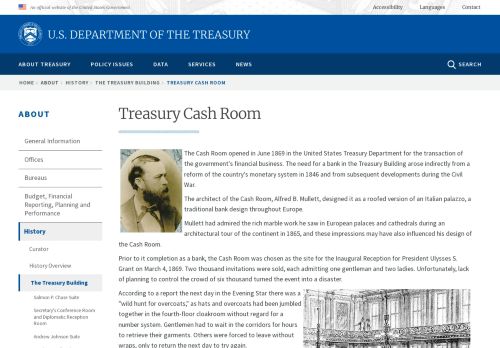 An official website of the United States Government
Accessibility
Languages
Contact
U.S. DEPARTMENT OF THE TREASURY
ABOUT TREASURY
POLICY ISSUES
DATA
SERVICES
NEWS
SEARCH
HOME › ABOUT › HISTORY › THE TREASURY BUILDING › TREASURY CASH ROOM
ABOUT
General Information
Offices
Bureaus
Budget, Financial
Reporting, Planning and
Performance
History
Curator
History Overview
The Treasury Building
Salmon P. Chase Suite
Secretary's Conference Room
and Diplomatic Reception
Room
Andrew Johnson Suite
Treasury Cash Room
The Cash Room opened in June 1869 in the United States Treasury Department for the transaction of
the government's financial business. The need for a bank in the Treasury Building arose indirectly from a
reform of the country's monetary system in 1846 and from subsequent developments during the Civil
War.
The architect of the Cash Room, Alfred B. Mullett, designed it as a roofed version of an Italian palazzo, a
traditional bank design throughout Europe.
Mullett had admired the rich marble work he saw in European palaces and cathedrals during an
architectural tour of the continent in 1865, and these impressions may have also influenced his design of
the Cash Room.
Prior to it completion as a bank, the Cash Room was chosen as the site for the Inaugural Reception for President Ulysses S.
Grant on March 4, 1869. Two thousand invitations were sold, each admitting one gentleman and two ladies. Unfortunately, lack
of planning to control the crowd of six thousand turned the event into a disaster.
According to a report the next day in the Evening Star there was a
"wild hunt for overcoats," as hats and overcoats had been jumbled
together in the fourth-floor cloakroom without regard for a
number system. Gentlemen had to wait in the corridors for hours
to retrieve their garments. Others were forced to leave without
wraps, only to return the next day to try again.